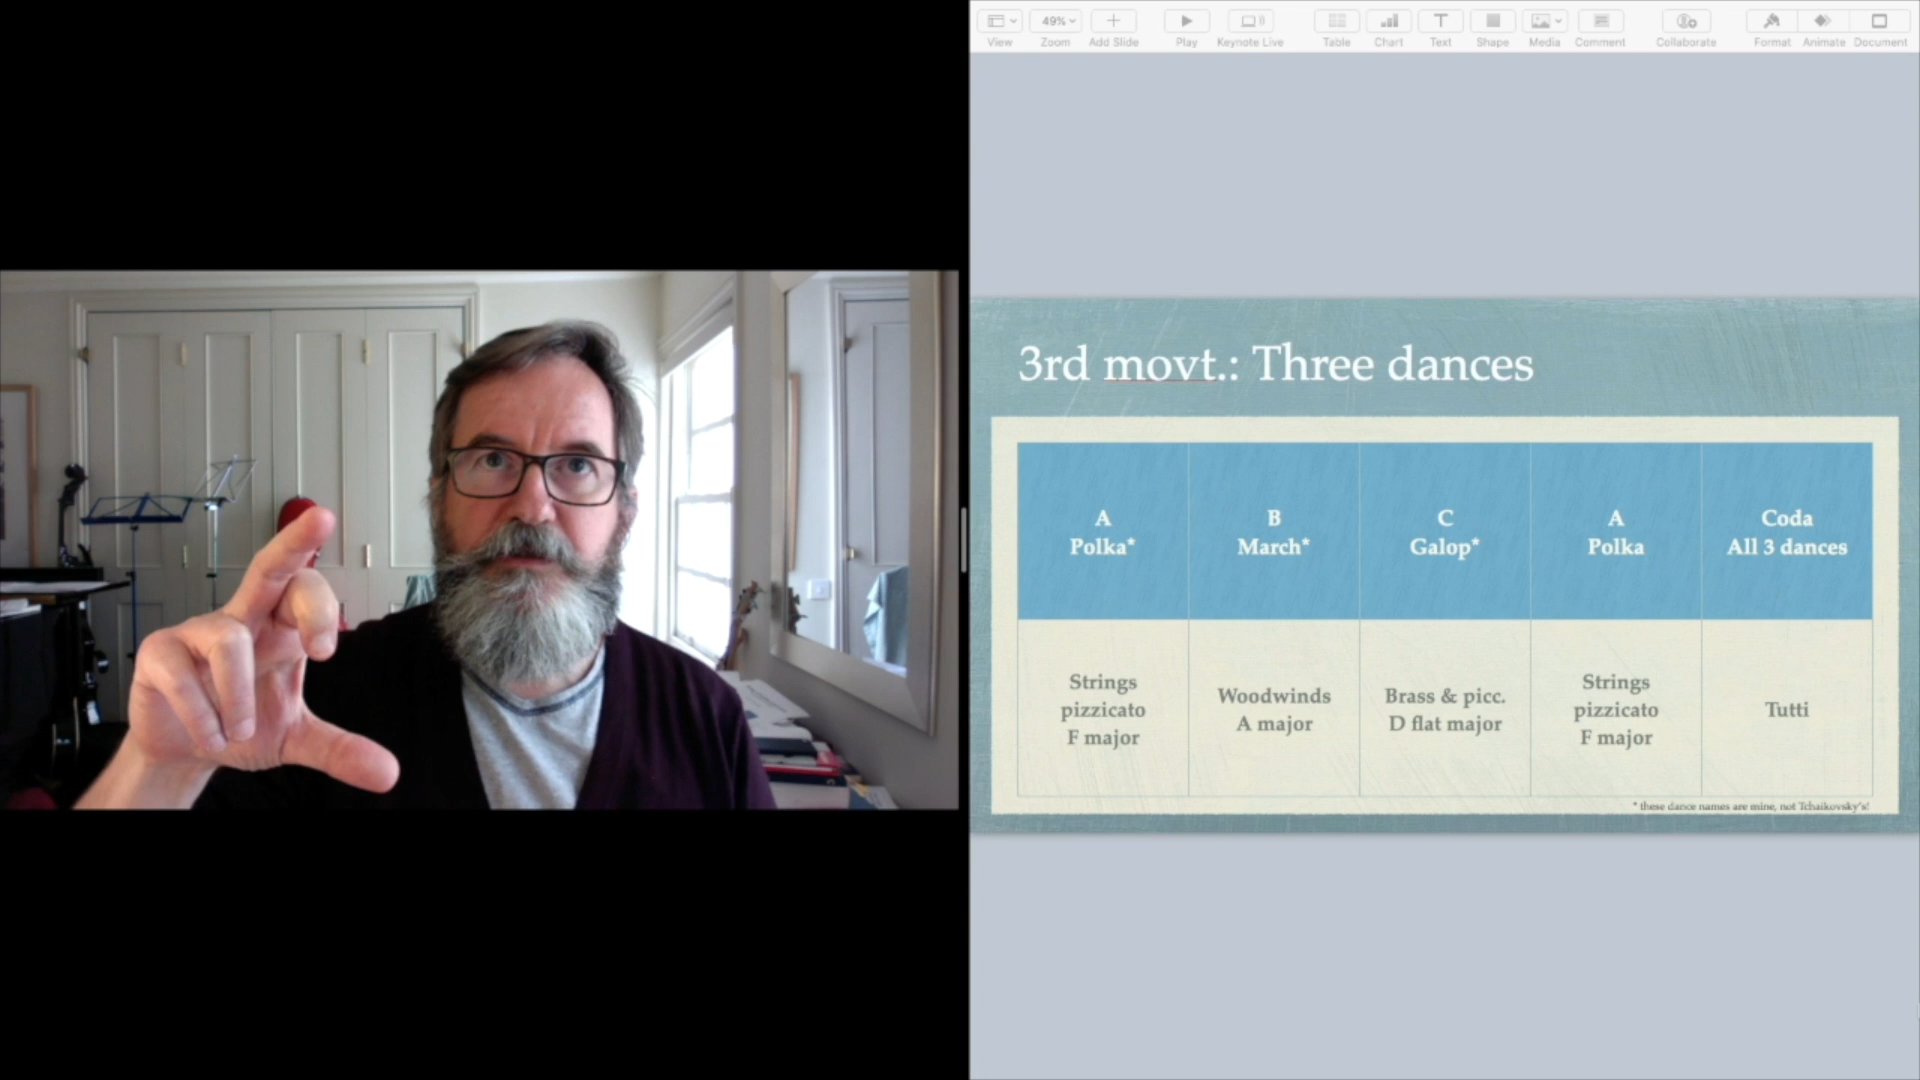 49%
View
Zoom
Add Slide
Play
Keynote Live
Table
Chart
Text
Shape
Media
Comment
Collaborate
Format
Animate
Document
3rd movt.: Three dances
A
Polka*
B
March*
C
Galop*
A
Polka
Coda
All 3 dances
Strings
pizzicato
F major
Woodwinds
A major
Brass & picc.
D flat major
Strings
pizzicato
F major
Tutti
* these dance names are mine, not Tchaikovsky's!